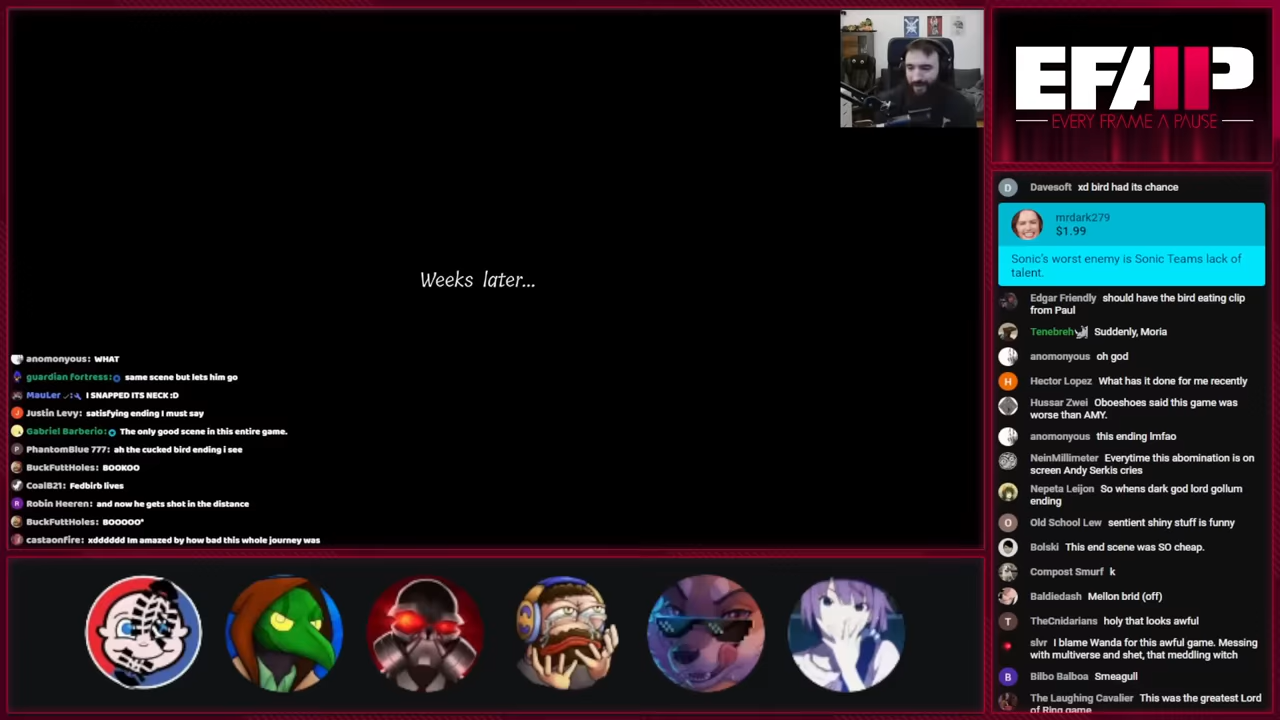 Weeks later...
anomonyous: WHAT
guardian fortress: same scene but lets him go
MauLer I SNAPPED ITS NECK :D
Justin Levy: satisfying ending I must say
Gabriel Barberio: The only good scene in this entire game.
PhantomBlue 777: ah the cucked bird ending i see
BuckFuttHoles: BOOKOO
CoalB21: Fedbirb lives
Robin Heeren: and now he gets shot in the distance
BuckFuttHoles: BOOOOO*
castaonfire: xdddddd Im amazed by how bad this whole journey was
EFAP
EVERY FRAME A PAUSE
D Davesoft xd bird had its chance
mrdark279
$1.99
Sonic's worst enemy is Sonic Teams lack of
talent.
Edgar Friendly should have the bird eating clip
from Paul
Tenebreh Suddenly, Moria
anomonyous oh god
H Hector Lopez What has it done for me recently
Hussar Zwei Oboeshoes said this game was
worse than AMY.
anomonyous this ending lmfao
NeinMillimeter Everytime this abomination is on
screen Andy Serkis cries
Nepeta Leijon So whens dark god lord gollum
ending
O Old School Lew sentient shiny stuff is funny
Bolski This end scene was SO cheap.
Compost Smurf k
Baldiedash Mellon brid (off)
T TheCnidarians holy that looks awful
slvr I blame Wanda for this awful game. Messing
with multiverse and shet, that meddling witch
B Bilbo Balboa Smeagull
The Laughing Cavalier This was the greatest Lord
of Ring game